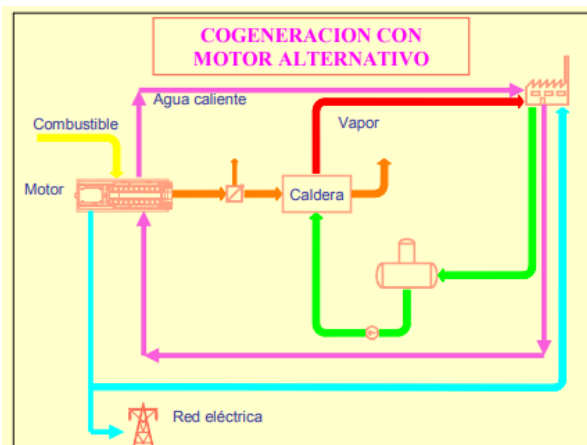 COGENERACION CON
MOTOR ALTERNATIVO
Agua caliente
Combustible
Vapor
Motor
Caldera
Red eléctrica